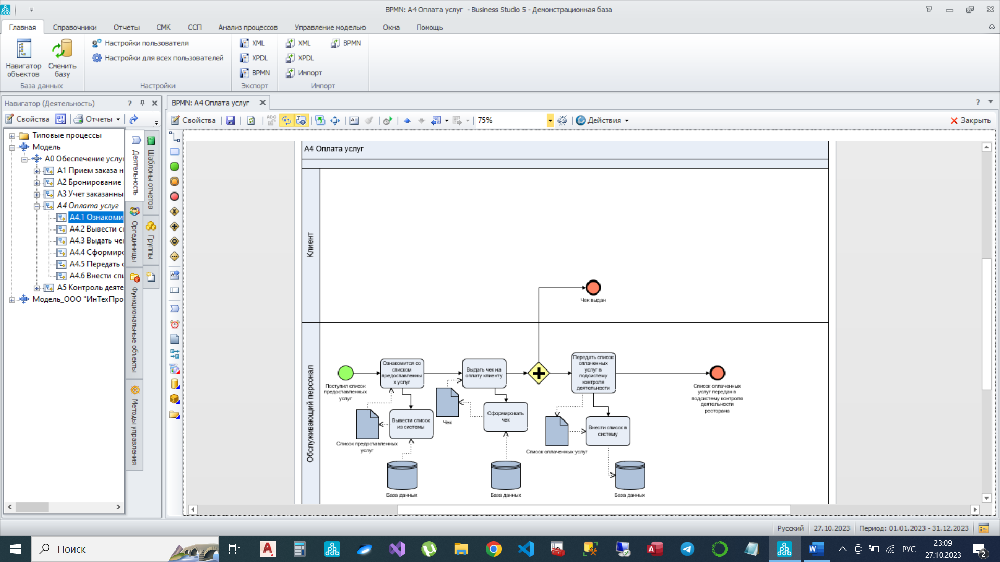 BPMN: A4 Оплата услуг - Business Studio 5 - Демонстрационная база
Главная
Справочники
Отчеты
СМК
ССП
Анализ процессов
Управление моделью
Окна
Помощь
Навигатор
объектов
Сменить
базу
База данных
Настройки пользователя
Настройки для всех пользователей
Настройки
XML
XPDL
BPMN
Экспорт
XML
XPDL
Импорт
BPMN
Импорт
Навигатор (Деятельность)
Свойства
Отчеты
Типовые процессы
Модель
A0 Обеспечение услу
A1 Прием заказа н
A2 Бронирование
A3 Учет заказанны
A4 Оплата услуг
A4.1 Ознакоми
A4.2 Вывести с
A4.3 Выдать че
A4.4 Сформиро
A4.5 Передать
A4.6 Внести спи
A5 Контроль деяте
Модель_ООО "ИнТехПро
Деятельность
Оргединицы
Функциональные объекты
Методы управления
Шаблоны отчетов
Группы
BPMN: A4 Оплата услуг
Свойства
ABC
75%
Действия
Закрыть
A4 Оплата услуг
Клиент
Чек выдан
Обслуживающий персонал
Поступил список
предоставленных
услуг
Ознакомится со
списком
предоставленны
х услуг
Выдать чек на
оплату клиенту
Передать список
оплаченных
услуг в
подсистему
контроля
деятельности
Список оплаченных
услуг передан в
подсистему контроля
деятельности
ресторана
Вывести список
из системы
Список предоставленных
услуг
Чек
Сформировать
чек
Внести список в
систему
Список оплаченных услуг
База данных
База данных
База данных
Русский
27.10.2023
Период: 01.01.2023 - 31.12.2023
Поиск
РУС
23:09
27.10.2023
2